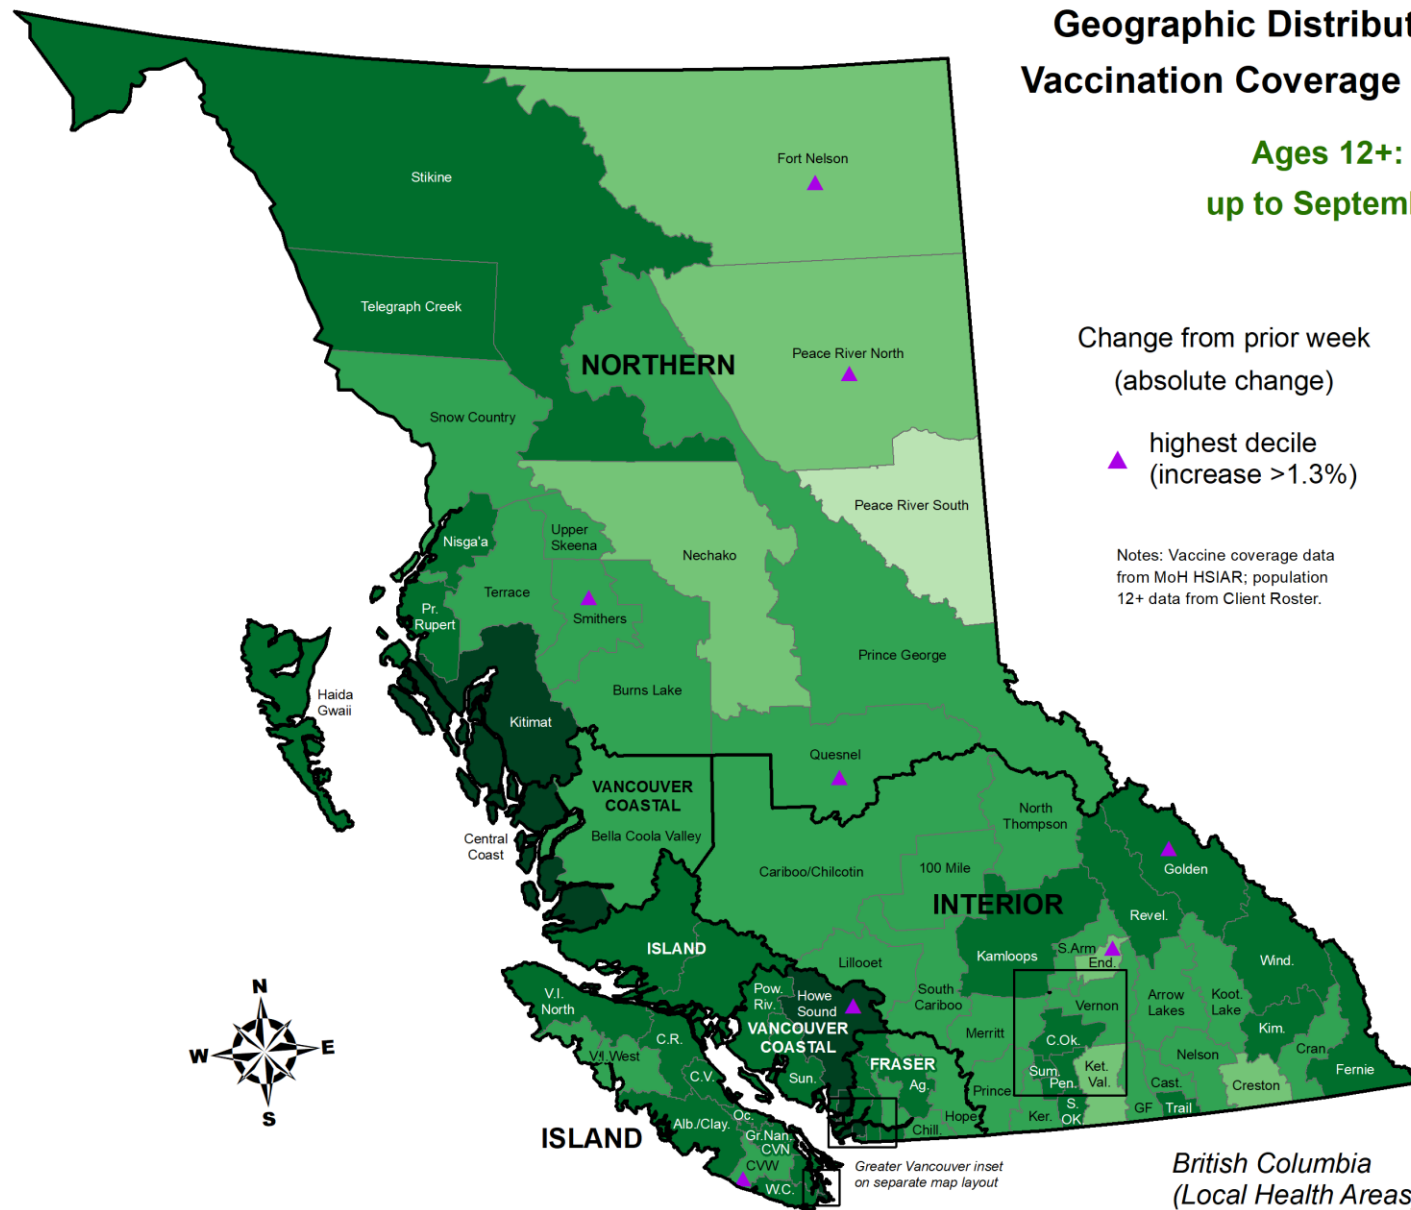 Geographic Distribut
Vaccination Coverage
Ages 12+:
up to Septem
Change from prior week
(absolute change)
highest decile
(increase >1.3%)
Notes: Vaccine coverage data
from MoH HSIAR; population
12+ data from Client Roster.
Fort Nelson
Stikine
Telegraph Creek
NORTHERN
Peace River North
Snow Country
Peace River South
Upper
Skeena
Nisga'a
Nechako
Terrace
Pr.
Rupert
Smithers
Prince George
Haida
Gwaii
Burns Lake
Kitimat
Quesnel
VANCOUVER
COASTAL
Bella Coola Valley
Central
Coast
North
Thompson
Cariboo/Chilcotin
100 Mile
Golden
INTERIOR
Revel.
ISLAND
Kamloops
S.Arm
End.
Wind.
Lillooet
South
Cariboo
Pow.
Riv.
Howe
Sound
VANCOUVER
COASTAL
Vernon
Arrow
Lakes
Koot.
Lake
V.I.
North
C.R.
V.I.West
C.V.
Merritt
C.Ok.
Kim.
Cran.
Nelson
Fernie
FRASER
Ag.
Sun.
Sum.
Pen.
Ket.
Val.
Cast.
Creston
Prince
Hope
Chill.
Ker.
S.
OK
GF
Trail
Oc.
Alb./Clay.
Gr.Nan.
CVN
CVW
W.C.
ISLAND
N
W
E
S
Greater Vancouver inset
on separate map layout
British Columbia
(Local Health Areas